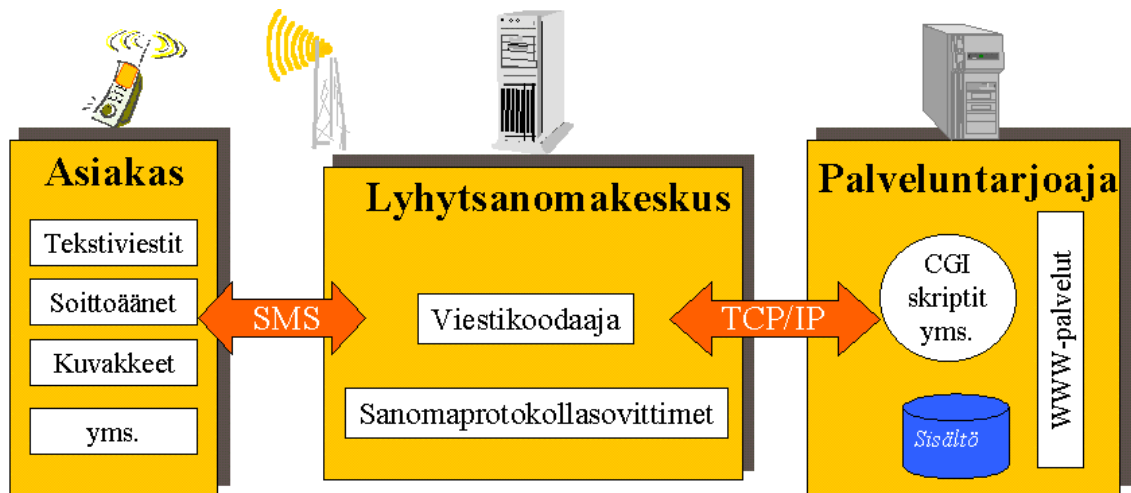 Asiakas
Tekstiviestit
Soittoäänet
Kuvakkeet
yms.
SMS
Lyhytsanomakeskus
Viestikoodaaja
Sanomaprotokollasovittimet
TCP/IP
Palveluntarjoaja
CGI
skriptit
yms.
Sisältö
WWW-palvelut